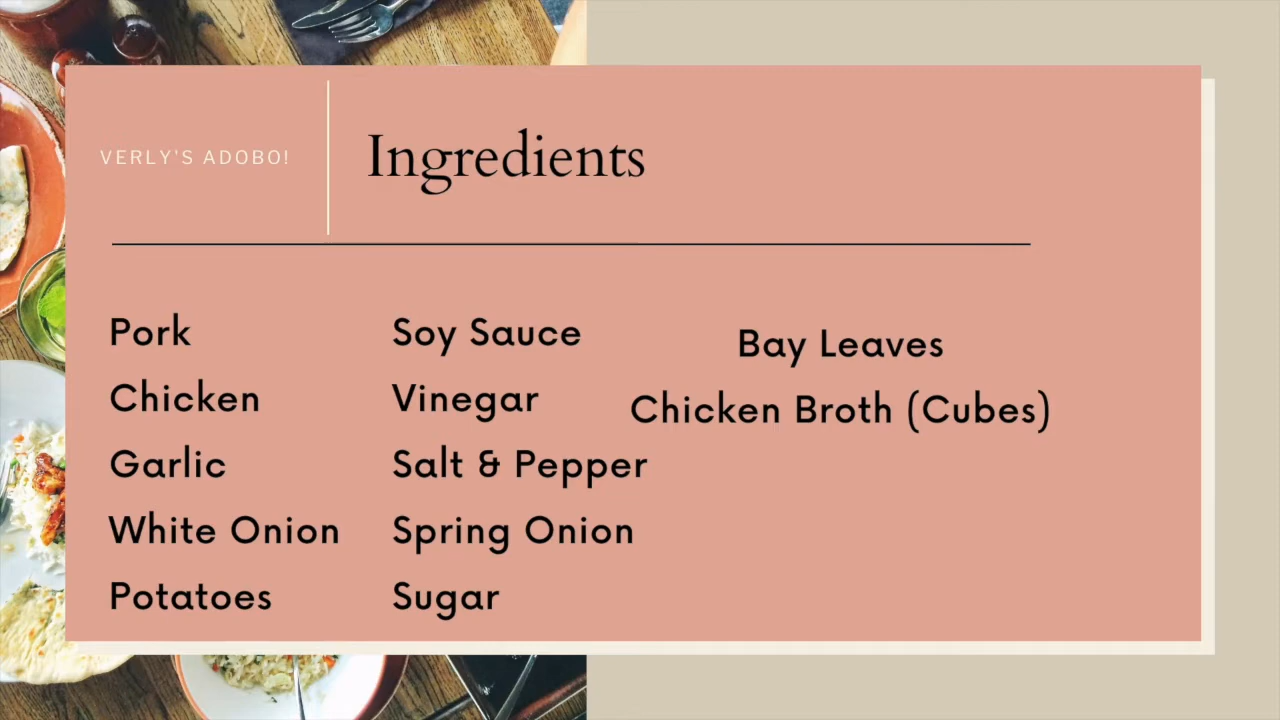 VERLY'S ADOBO!
Ingredients
Pork
Chicken
Garlic
White Onion
Potatoes
Soy Sauce
Vinegar
Salt & Pepper
Spring Onion
Sugar
Bay Leaves
Chicken Broth (Cubes)